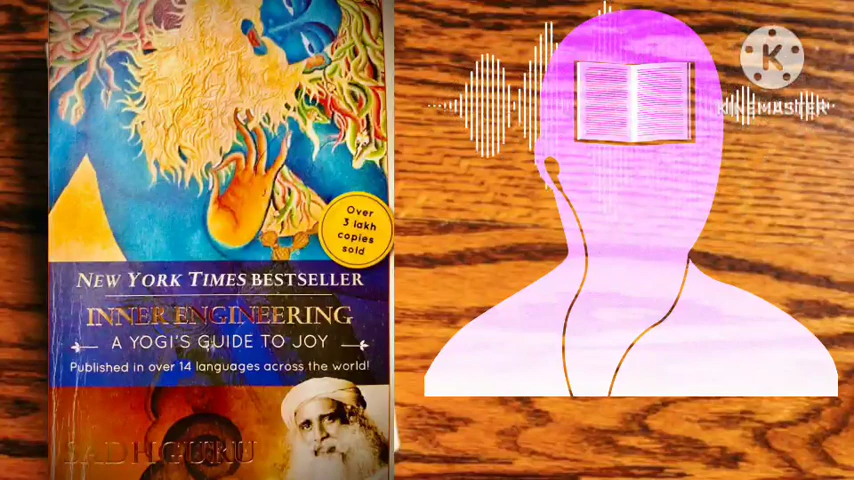 Over
3 lakh
copies
sold
NEW YORK TIMES BESTSELLER
INNER ENGINEERING
A YOGI'S GUIDE TO JOY
Published in over 14 languages across the world!
SADHGURU
K
KINEMASTER